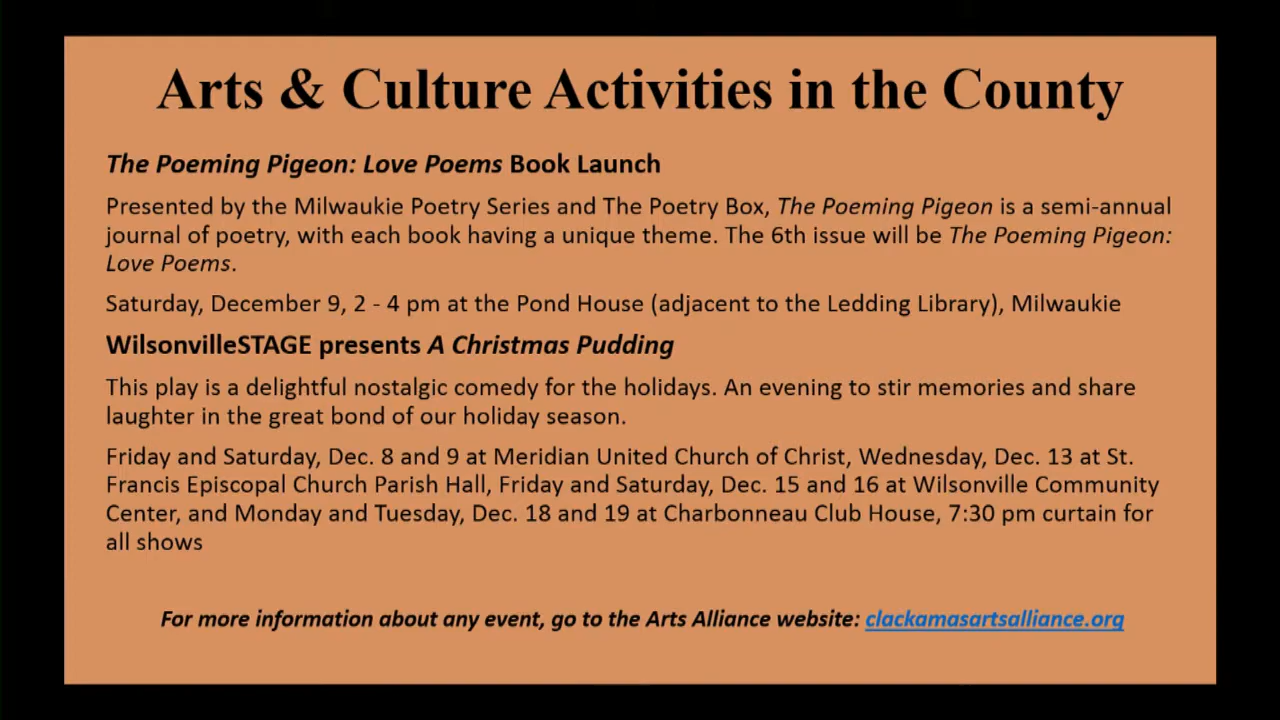 Arts & Culture Activities in the County
The Poeming Pigeon: Love Poems Book Launch
Presented by the Milwaukie Poetry Series and The Poetry Box, The Poeming Pigeon is a semi-annual
journal of poetry, with each book having a unique theme. The 6th issue will be The Poeming Pigeon:
Love Poems.
Saturday, December 9, 2 - 4 pm at the Pond House (adjacent to the Ledding Library), Milwaukie
WilsonvilleSTAGE presents A Christmas Pudding
This play is a delightful nostalgic comedy for the holidays. An evening to stir memories and share
laughter in the great bond of our holiday season.
Friday and Saturday, Dec. 8 and 9 at Meridian United Church of Christ, Wednesday, Dec. 13 at St.
Francis Episcopal Church Parish Hall, Friday and Saturday, Dec. 15 and 16 at Wilsonville Community
Center, and Monday and Tuesday, Dec. 18 and 19 at Charbonneau Club House, 7:30 pm curtain for
all shows
For more information about any event, go to the Arts Alliance website: clackamasartsalliance.org